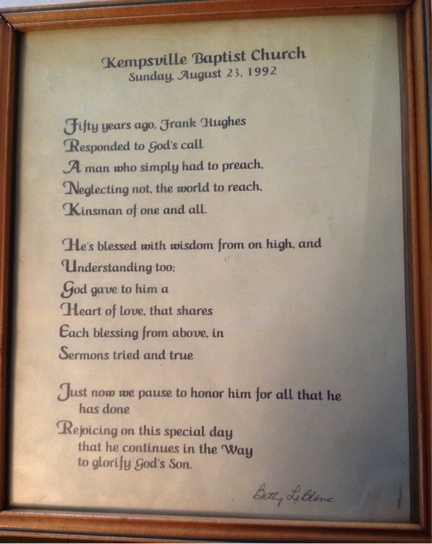 Kempsville Baptist Church
Sunday, August 23, 1992
Fifty years ago, Frank Hughes
Responded to God's call
A man who simply had to preach,
Neglecting not, the world to reach,
Kinsman of one and all.
He's blessed with wisdom from on high, and
Understanding too;
God gave to him a
Heart of love, that shares
Each blessing from above, in
Sermons tried and true
Just now we pause to honor him for all that he
has done
Rejoicing on this special day
that he continues in the Way
to glorify God's Son.
Betty LeBlanc